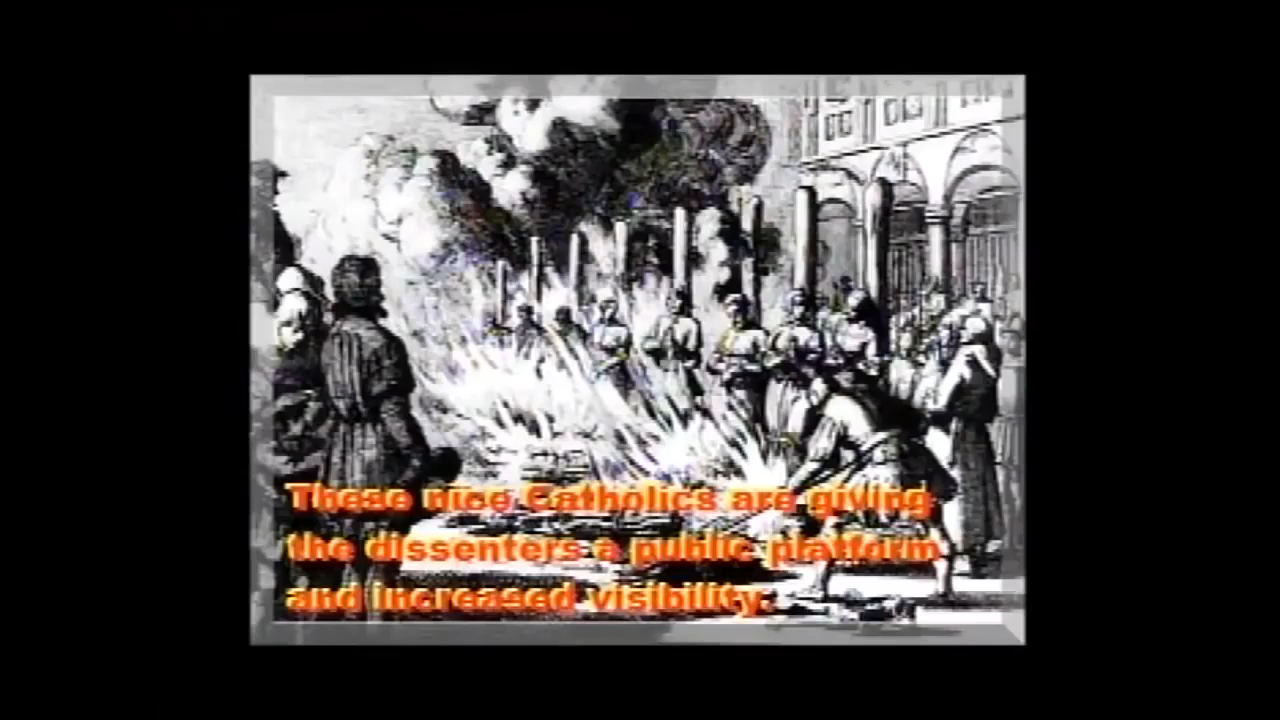 These nice Catholics are giving
the dissenters a public platform
and increased visibility.